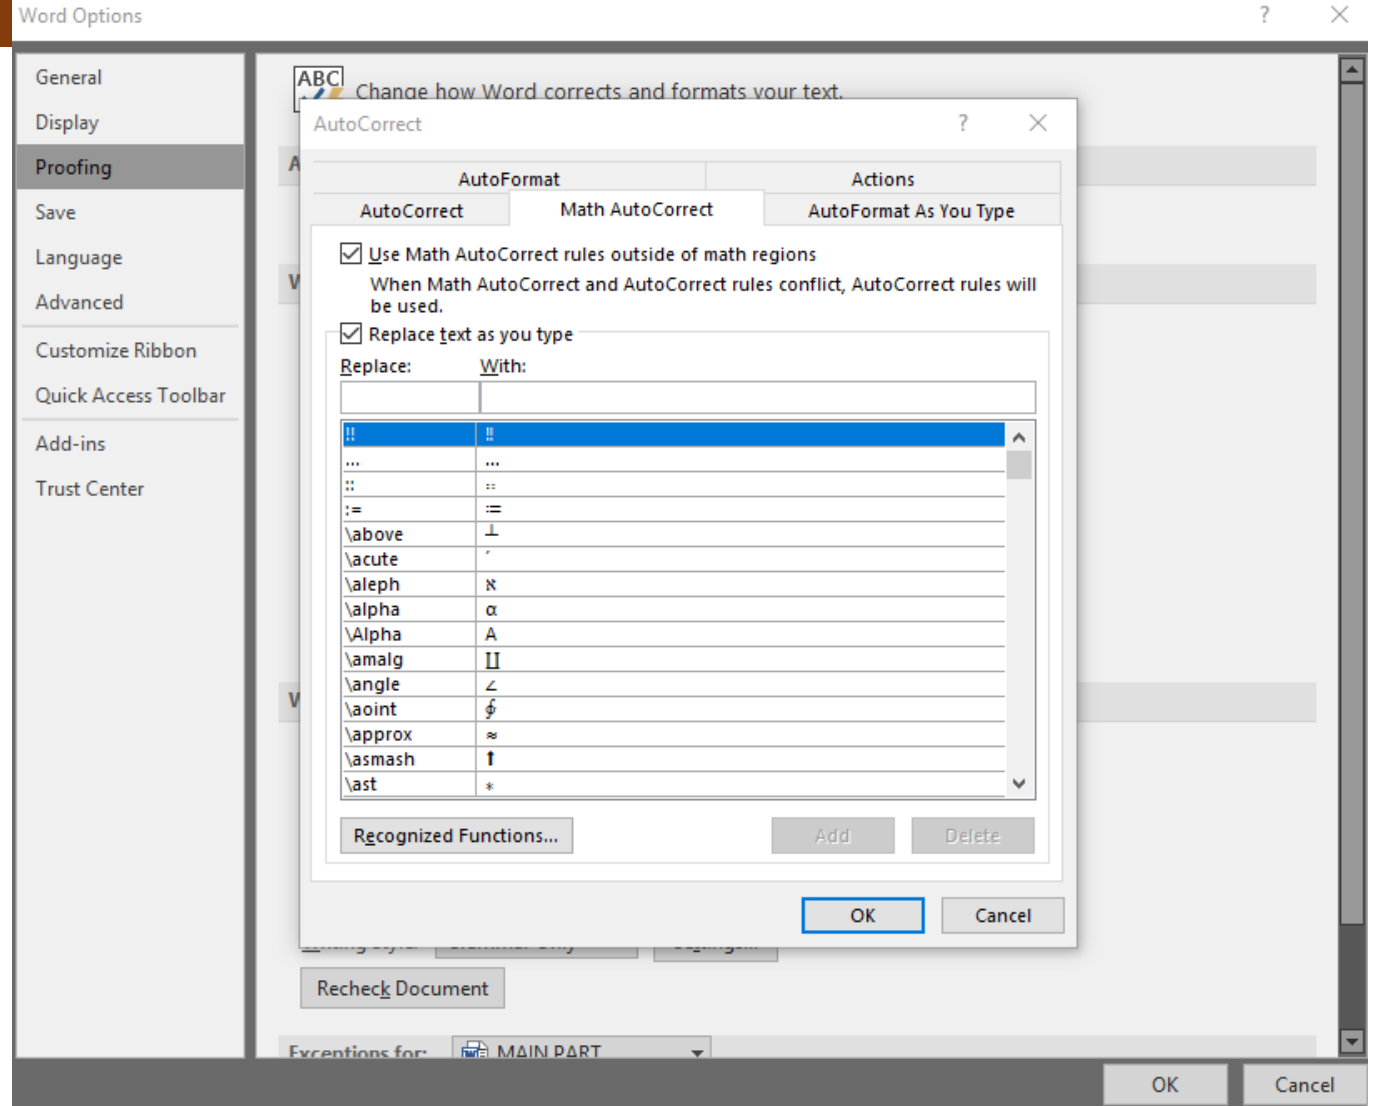 Word Options
General
Display
Proofing
Save
Language
Advanced
Customize Ribbon
Quick Access Toolbar
Add-ins
Trust Center
ABC
Change how Word corrects and formats your text.
AutoCorrect
AutoFormat Actions
AutoCorrect Math AutoCorrect AutoFormat As You Type
Use Math AutoCorrect rules outside of math regions
When Math AutoCorrect and AutoCorrect rules conflict, AutoCorrect rules will
be used.
Replace text as you type
Replace: With:
!! ‼
... …
:: ∷
:= ≔
\above ┴
\acute ́
\aleph ℵ
\alpha α
\Alpha Α
\amalg ∐
\angle ∠
\aoint ∳
\approx ≈
\asmash ⬆
\ast ∗
Recognized Functions... Add Delete
OK Cancel
Recheck Document
Exceptions for: MAIN PART
OK Cancel